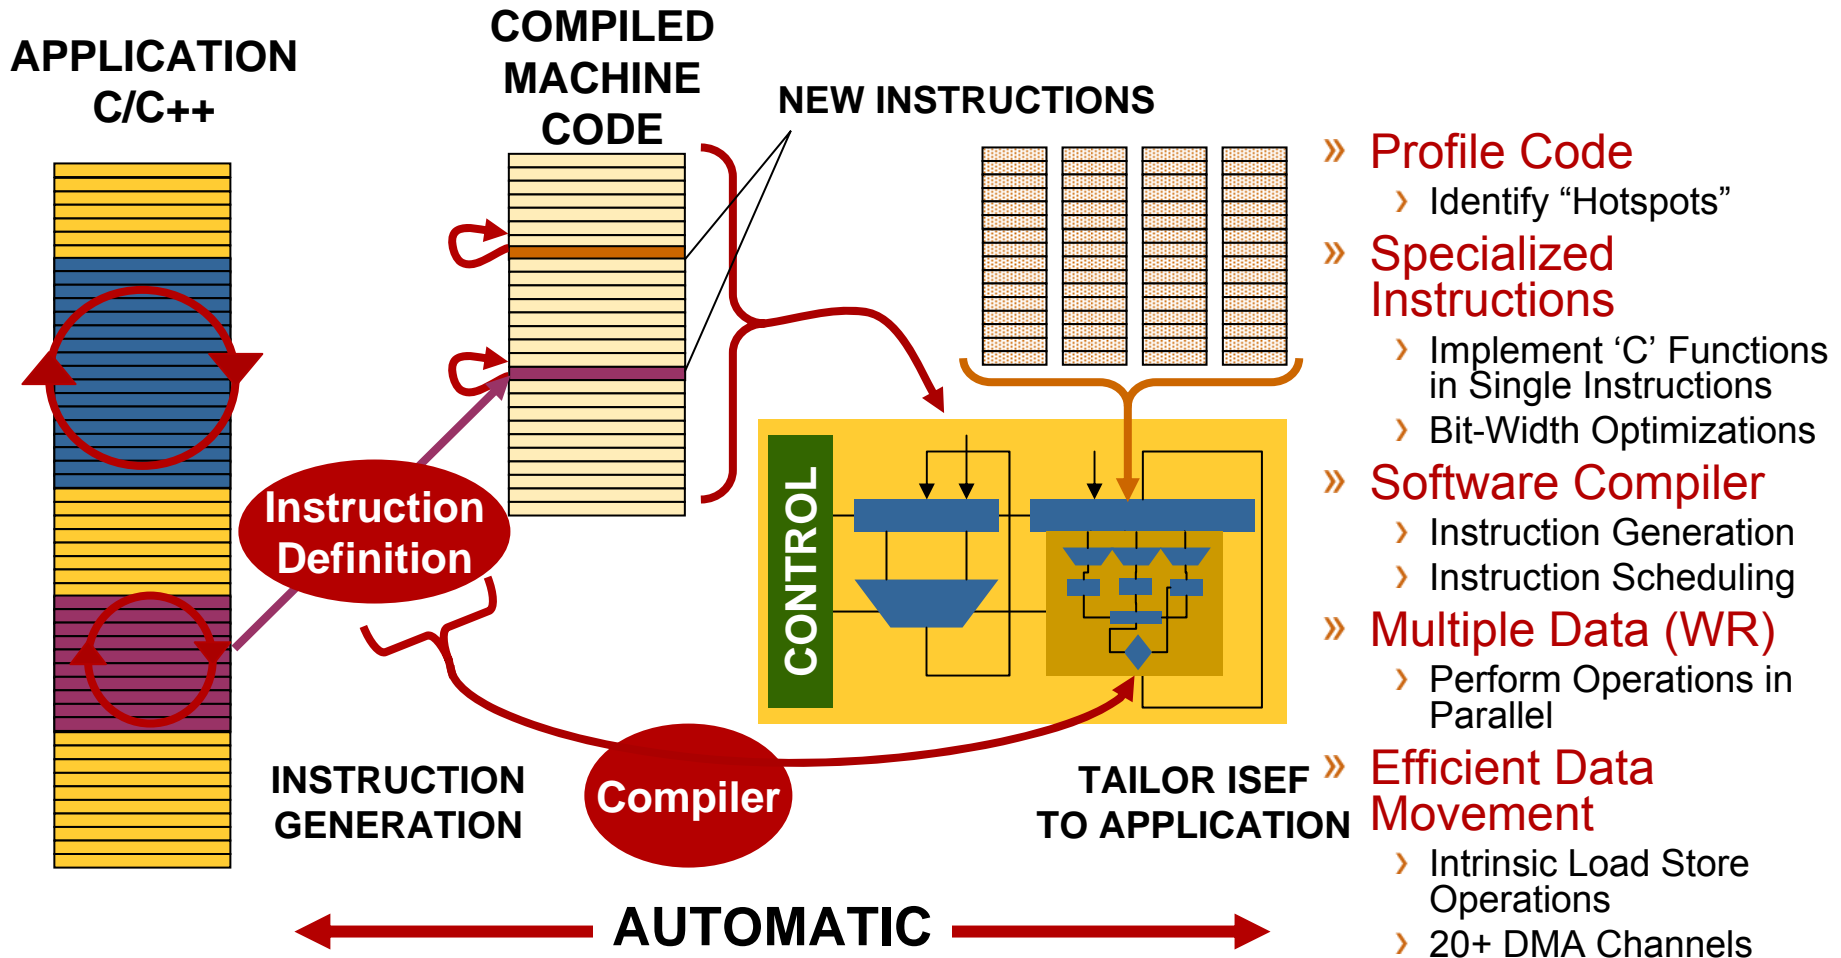 APPLICATION
C/C++
COMPILED
MACHINE
CODE
NEW INSTRUCTIONS
Instruction
Definition
CONTROL
INSTRUCTION
GENERATION
Compiler
TAILOR ISEF
TO APPLICATION
AUTOMATIC
» Profile Code
› Identify “Hotspots”
» Specialized
Instructions
› Implement ‘C’ Functions
in Single Instructions
› Bit-Width Optimizations
» Software Compiler
› Instruction Generation
› Instruction Scheduling
» Multiple Data (WR)
› Perform Operations in
Parallel
» Efficient Data
Movement
› Intrinsic Load Store
Operations
› 20+ DMA Channels